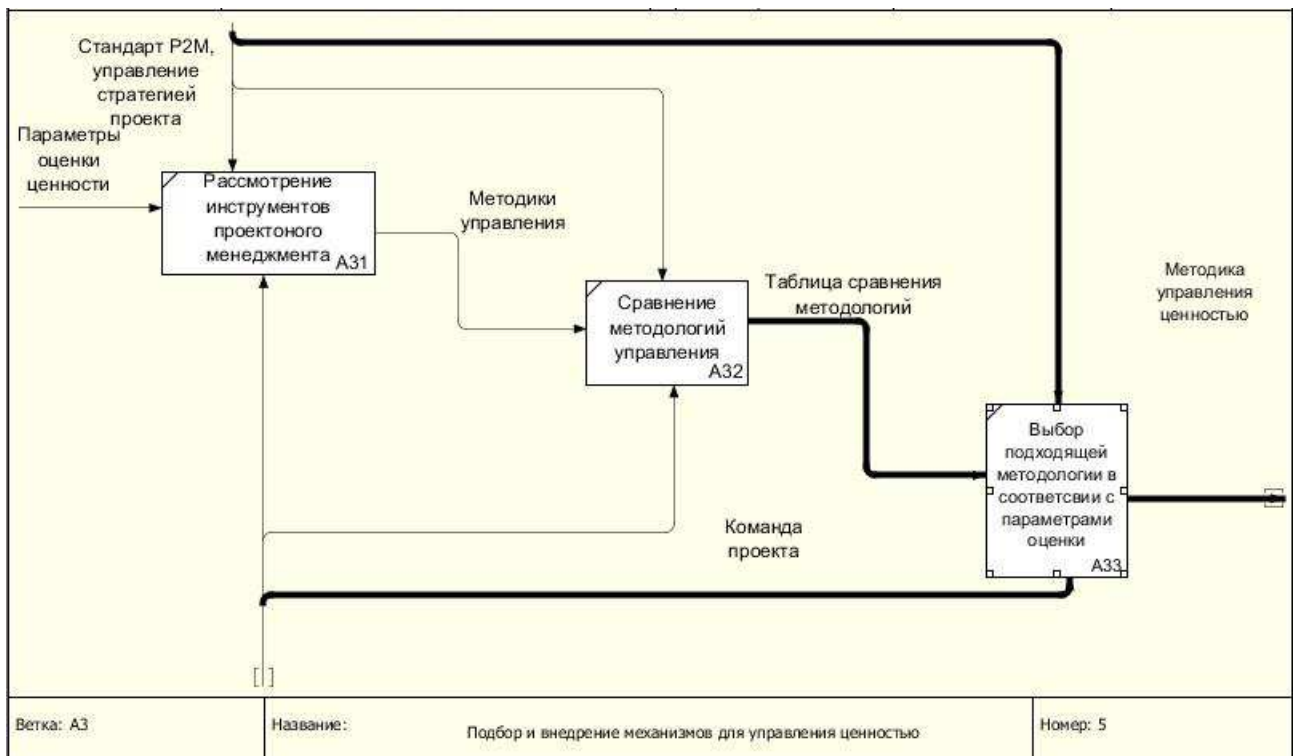 Стандарт P2M,
управление
стратегией
проекта
Параметры
оценки
ценности
Рассмотрение
инструментов
проектоного
менеджмента
A31
Методики
управления
Сравнение
методологий
управления
A32
Таблица сравнения
методологий
Методика
управления
ценностью
Выбор
подходящей
методологии в
соответсвии с
параметрами
оценки
A33
Команда
проекта
Ветка: A3
Название:
Подбор и внедрение механизмов для управления ценностью
Номер: 5